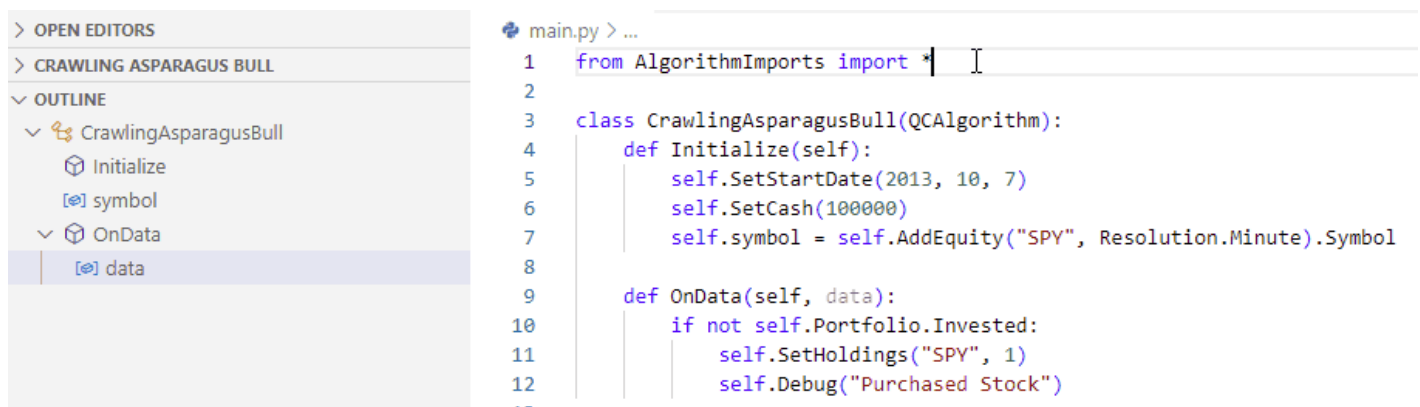 OPEN EDITORS
CRAWLING ASPARAGUS BULL
OUTLINE
CrawlingAsparagusBull
Initialize
symbol
OnData
data
main.py > ...
1 from AlgorithmImports import *
2
3 class CrawlingAsparagusBull(QCAlgorithm):
4     def Initialize(self):
5         self.SetStartDate(2013, 10, 7)
6         self.SetCash(100000)
7         self.symbol = self.AddEquity("SPY", Resolution.Minute).Symbol
8
9     def OnData(self, data):
10         if not self.Portfolio.Invested:
11             self.SetHoldings("SPY", 1)
12             self.Debug("Purchased Stock")